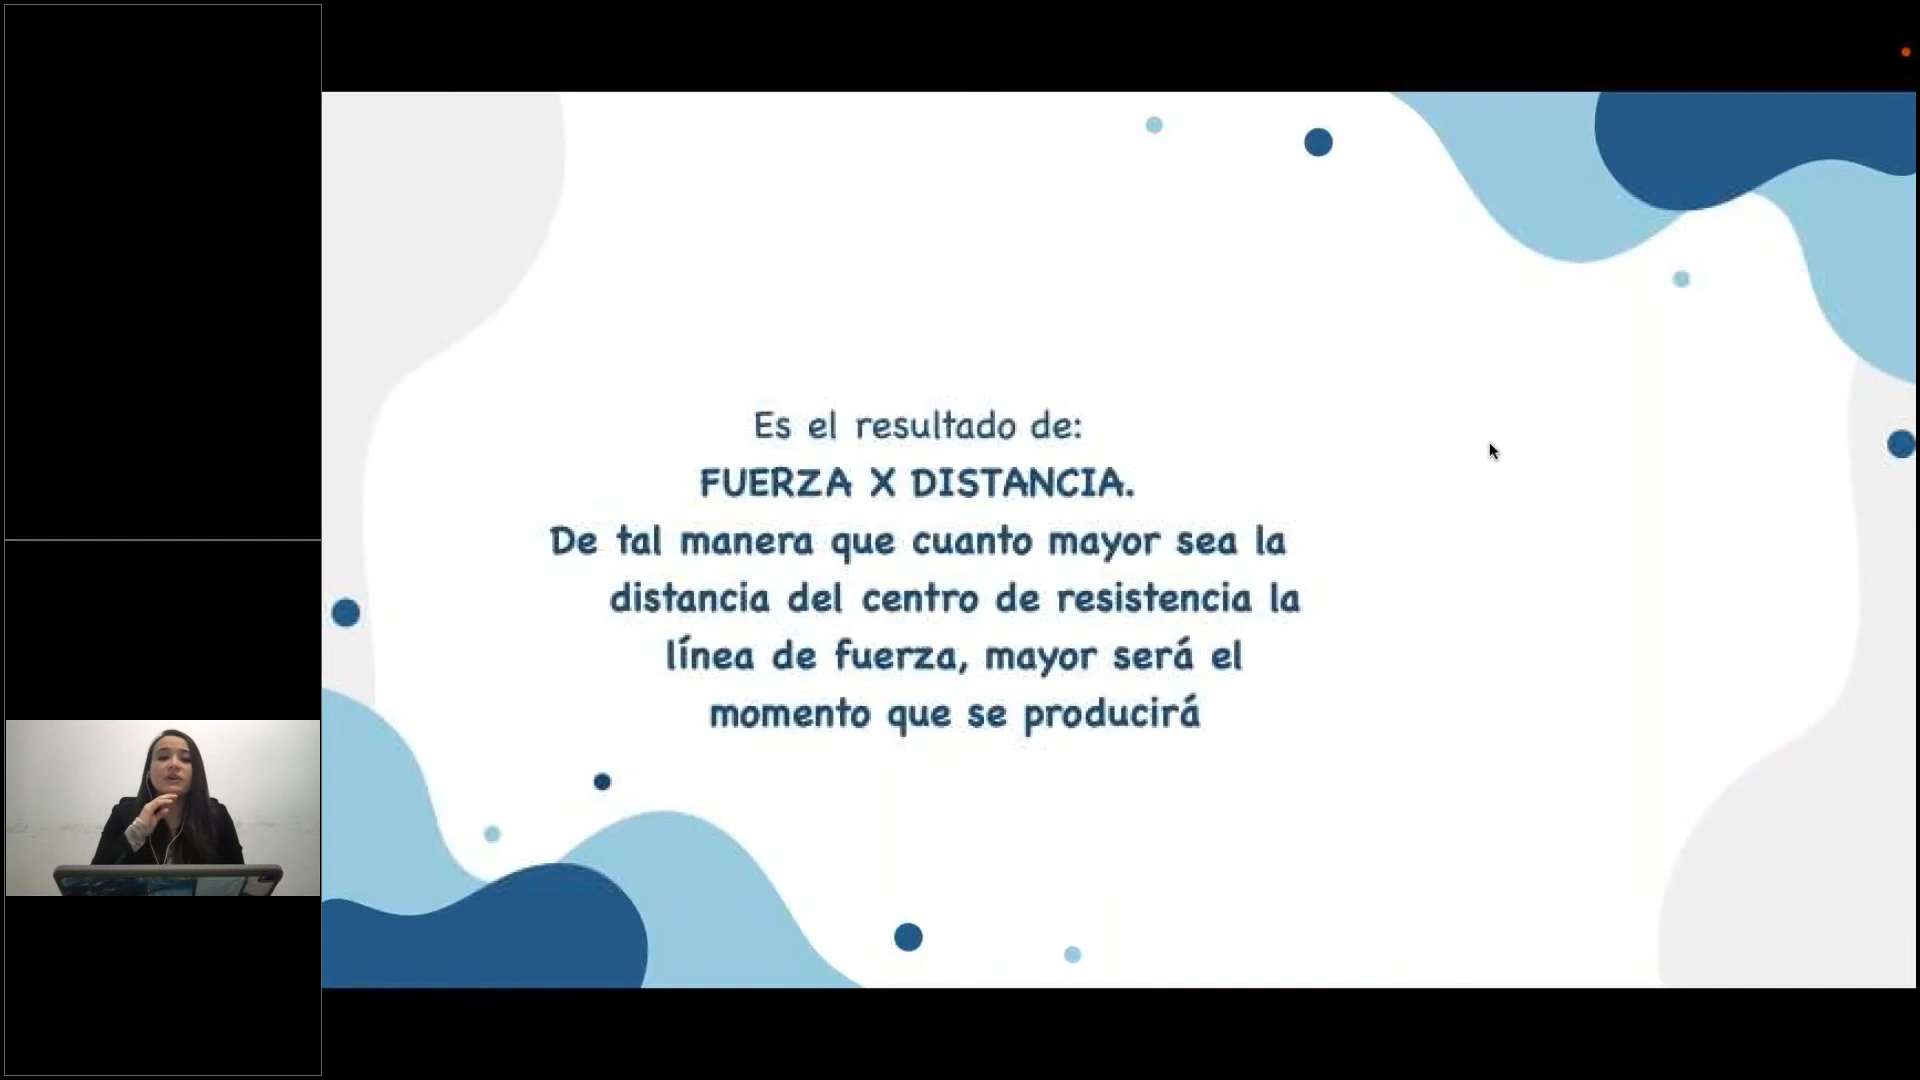 Es el resultado de:
FUERZA X DISTANCIA.
De tal manera que cuanto mayor sea la
distancia del centro de resistencia la
línea de fuerza, mayor será el
momento que se producirá